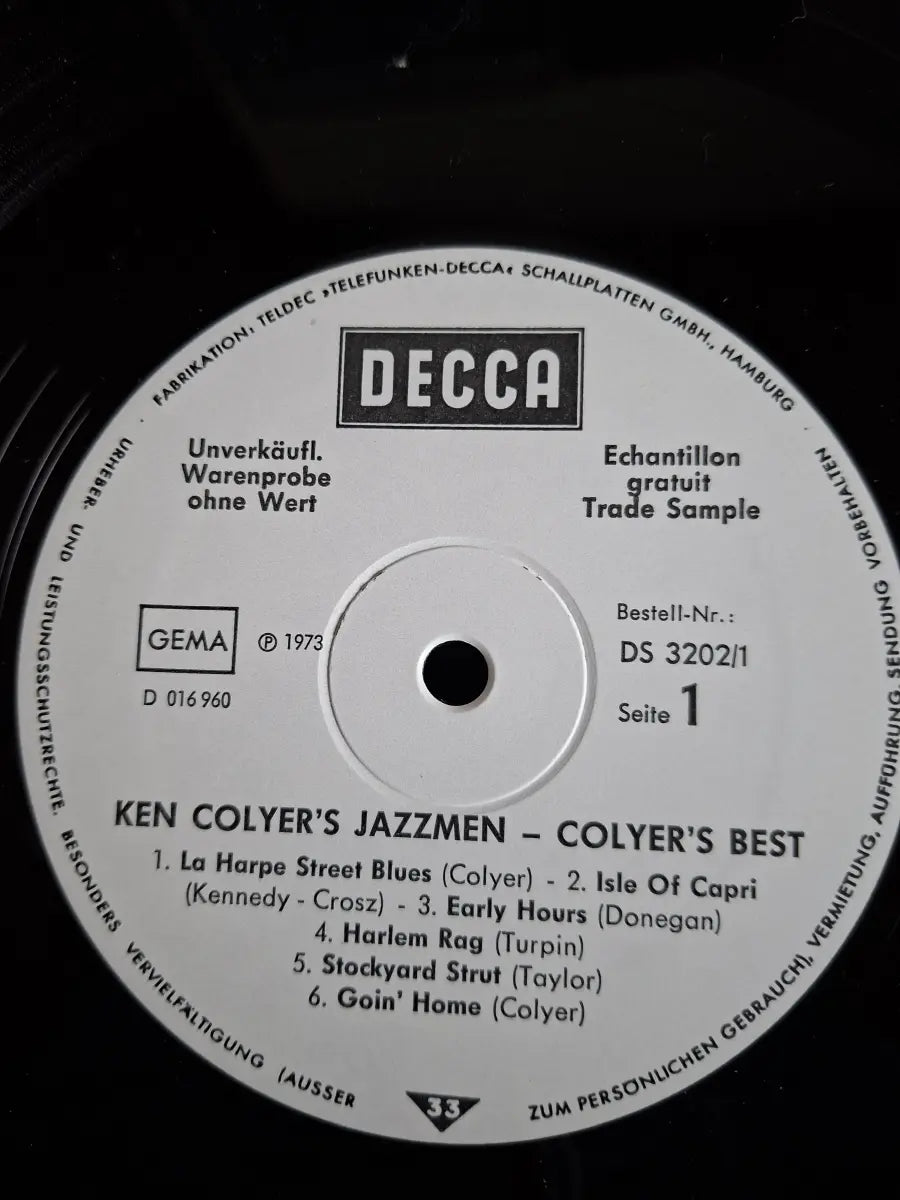 FABRIKATION: TELDEC »TELEFUNKEN-DECCA« SCHALLPLATTEN GMBH., HAMBURG
DECCA
Unverkäufl.
Warenprobe
ohne Wert
Echantillon
gratuit
Trade Sample
GEMA
℗ 1973
D 016 960
Bestell-Nr.:
DS 3202/1
Seite 1
KEN COLYER'S JAZZMEN – COLYER'S BEST
1. La Harpe Street Blues (Colyer) - 2. Isle Of Capri
(Kennedy - Crosz) - 3. Early Hours (Donegan)
4. Harlem Rag (Turpin)
5. Stockyard Strut (Taylor)
6. Goin' Home (Colyer)
33
URHEBER- UND LEISTUNGSSCHUTZRECHTE. BESONDERS VERVIELFÄLTIGUNG (AUSSER ZUM PERSÖNLICHEN GEBRAUCH), VERMIETUNG, AUFFÜHRUNG, SENDUNG VORBEHALTEN